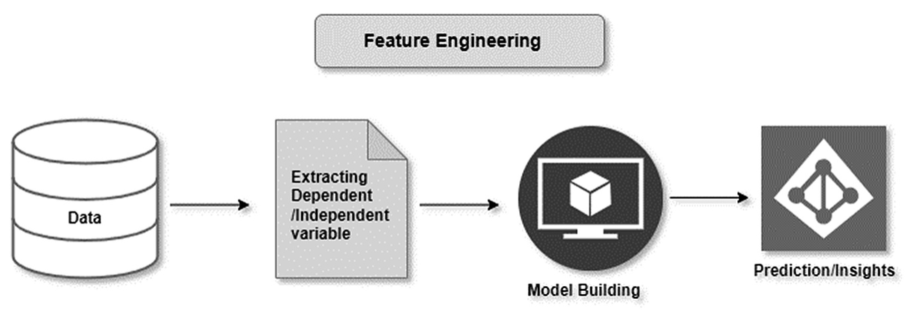 Feature Engineering
Data
Extracting
Dependent
/Independent
variable
Model Building
Prediction/Insights